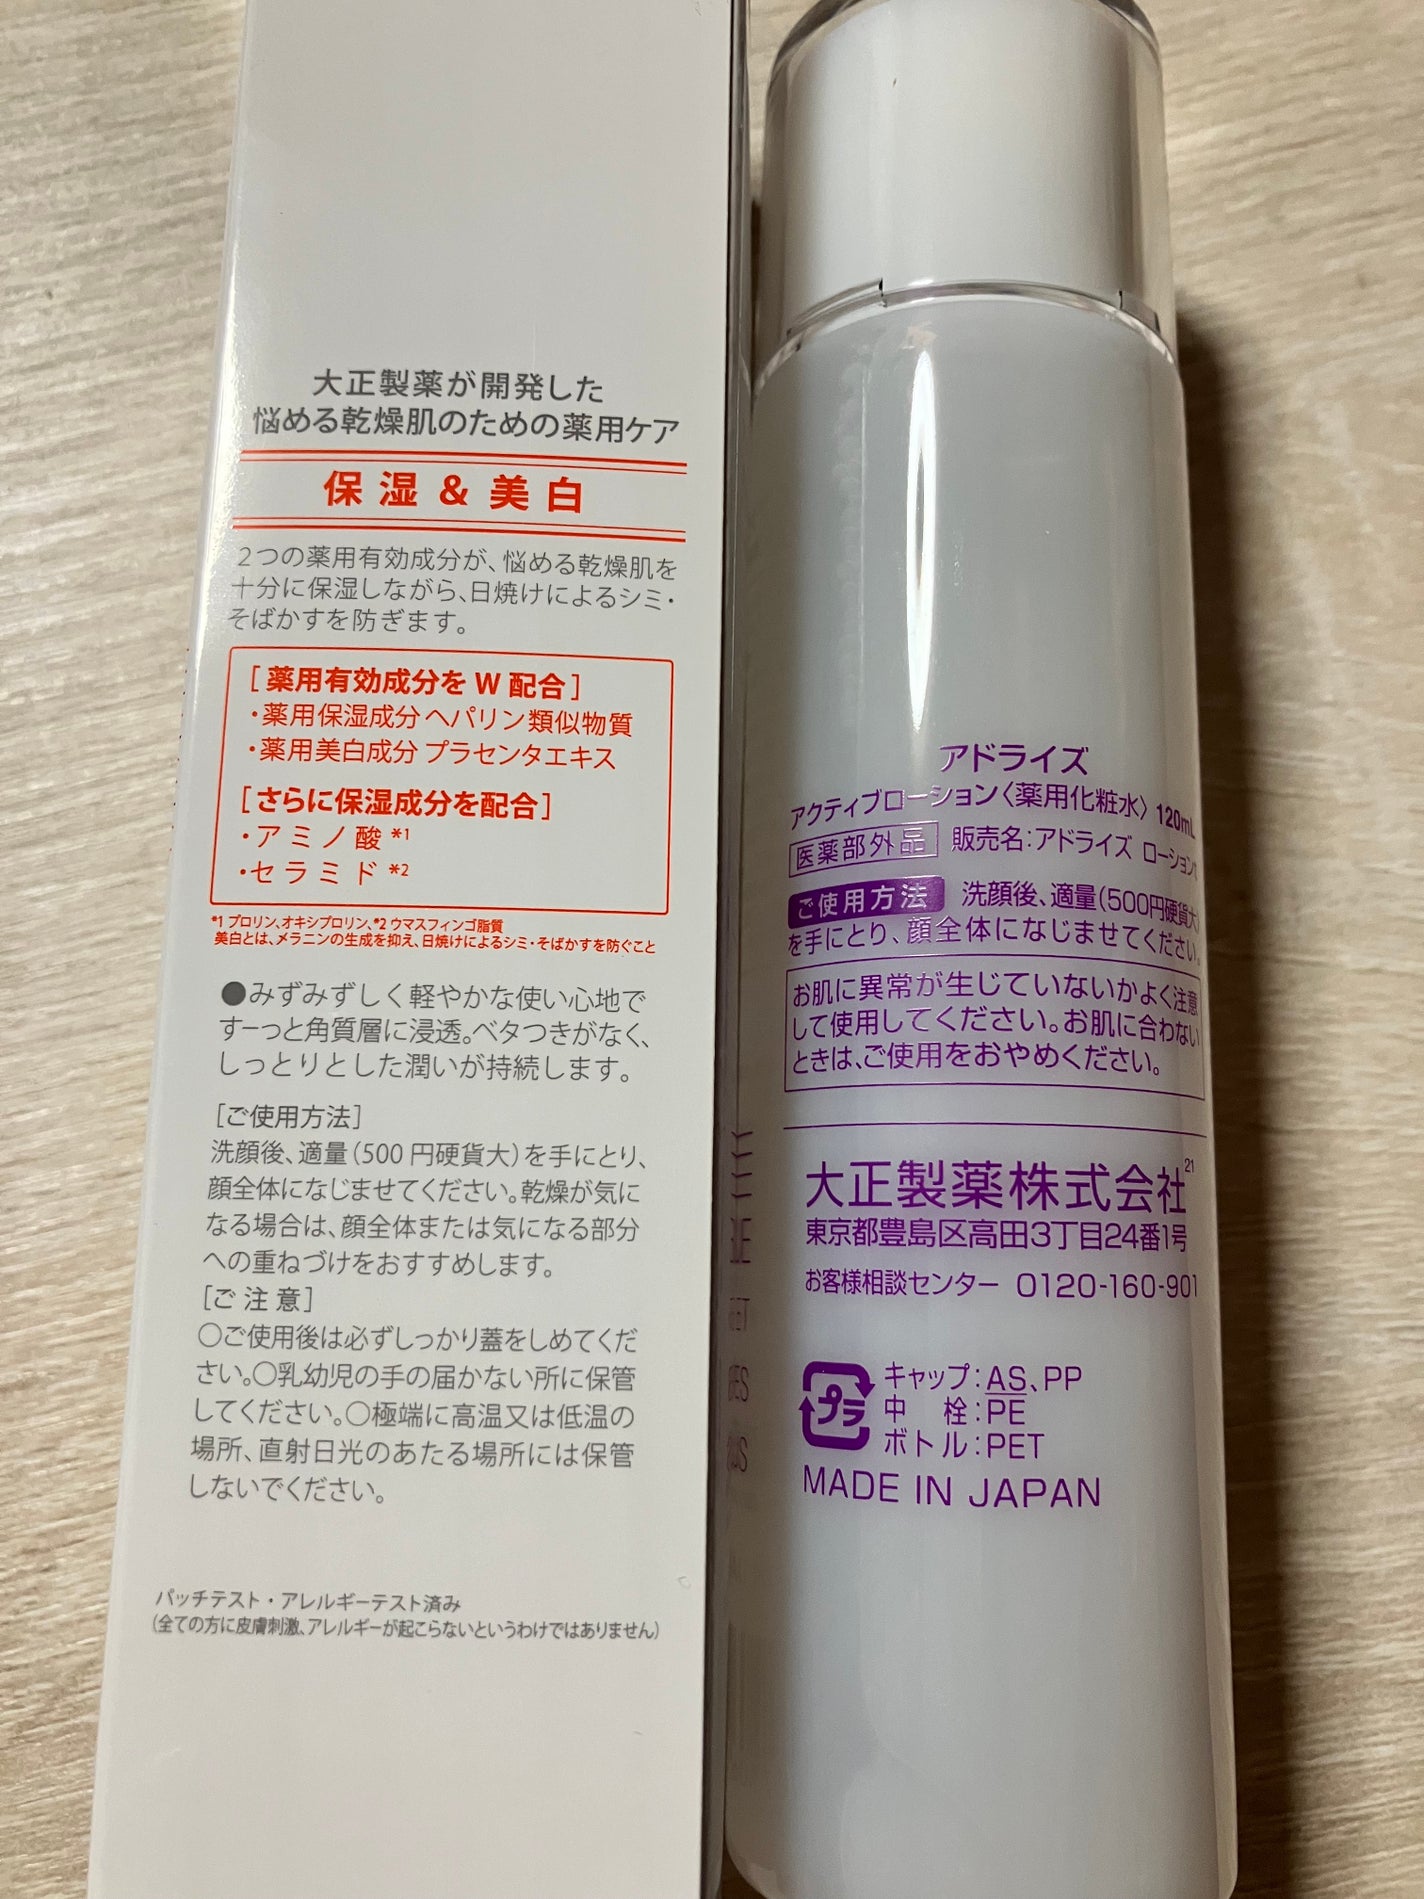 大正製薬が開発した
悩める乾燥肌のための薬用ケア
保湿＆美白
2つの薬用有効成分が、悩める乾燥肌を
十分に保湿しながら、日焼けによるシミ・
そばかすを防ぎます。
［薬用有効成分をW配合］
・薬用保湿成分 ヘパリン類似物質
・薬用美白成分 プラセンタエキス
［さらに保湿成分を配合］
・アミノ酸 *1
・セラミド *2
*1 プロリン、オキシプロリン、*2 ウマスフィンゴ脂質
美白とは、メラニンの生成を抑え、日焼けによるシミ・そばかすを防ぐこと
●みずみずしく軽やかな使い心地で
すーっと角質層に浸透。ベタつきがなく、
しっとりとした潤いが持続します。
［ご使用方法］
洗顔後、適量（500円硬貨大）を手にとり、
顔全体になじませてください。乾燥が気に
なる場合は、顔全体または気になる部分
への重ねづけをおすすめします。
［ご注意］
○ご使用後は必ずしっかり蓋をしめてくだ
さい。○乳幼児の手の届かない所に保管
してください。○極端に高温又は低温の
場所、直射日光のあたる場所には保管
しないでください。
パッチテスト・アレルギーテスト済み
（全ての方に皮膚刺激、アレルギーが起こらないというわけではありません）
アドライズ
アクティブローション〈薬用化粧水〉 120mL
医薬部外品 販売名：アドライズ ローション
ご使用方法 洗顔後、適量（500円硬貨大）
を手にとり、顔全体になじませてください。
お肌に異常が生じていないかよく注意
して使用してください。お肌に合わない
ときは、ご使用をおやめください。
大正製薬株式会社 21
東京都豊島区高田3丁目24番1号
お客様相談センター 0120-160-901
プラ
キャップ：AS、PP
中 栓：PE
ボトル：PET
MADE IN JAPAN